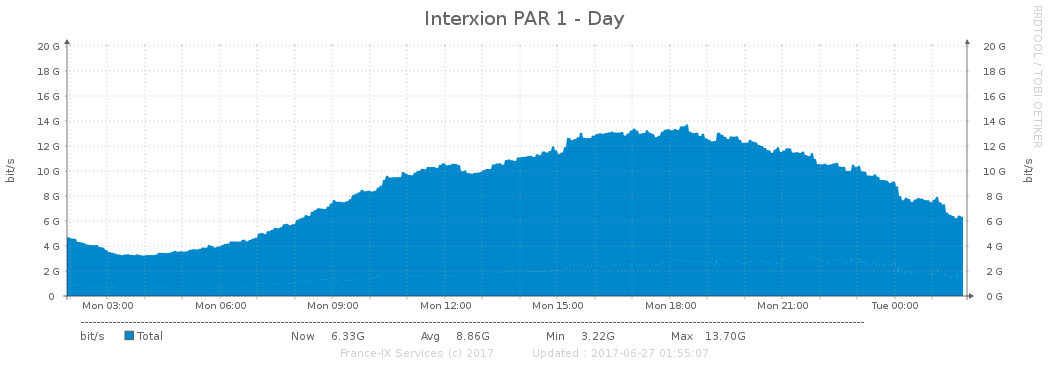 Interxion PAR 1 - Day
RRDTOOL / TOBI OETIKER
bit/s
20 G 20 G
18 G 18 G
16 G 16 G
14 G 14 G
12 G 12 G
10 G 10 G
8 G 8 G
6 G 6 G
4 G 4 G
2 G 2 G
0 0 G
bit/s
Mon 03:00 Mon 06:00 Mon 09:00 Mon 12:00 Mon 15:00 Mon 18:00 Mon 21:00 Tue 00:00
bit/s Total Now 6.33G Avg 8.86G Min 3.22G Max 13.70G
France-IX Services (c) 2017 Updated : 2017-06-27 01:55:07